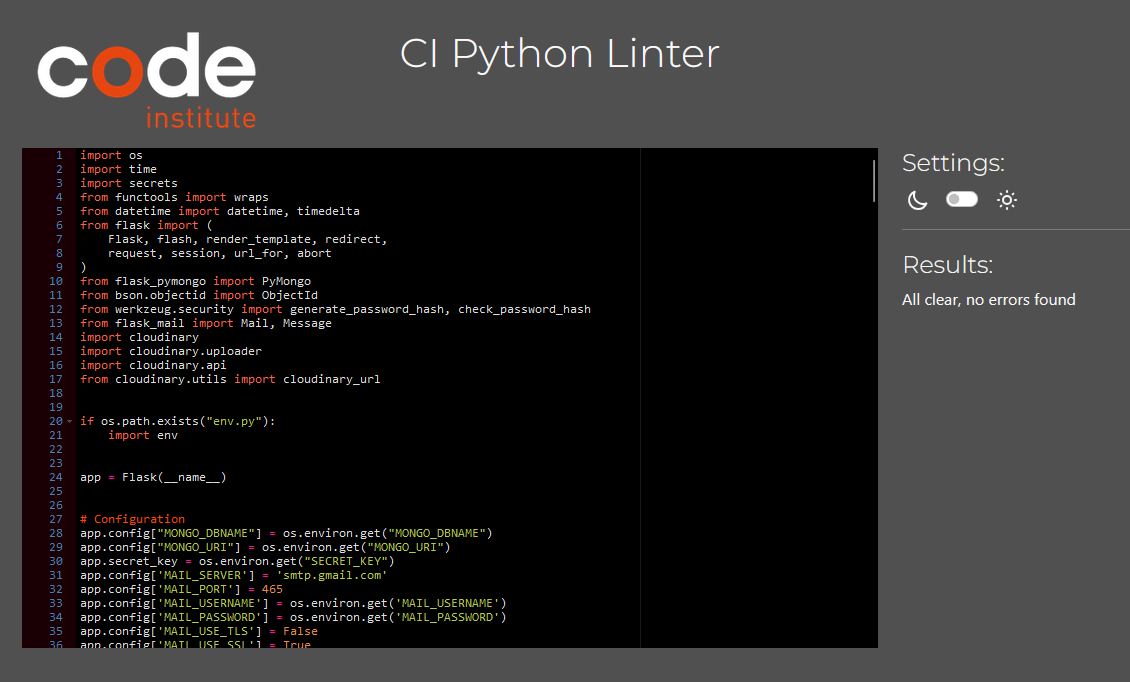 code
institute
CI Python Linter
1 import os
2 import time
3 import secrets
4 from functools import wraps
5 from datetime import datetime, timedelta
6 from flask import (
7     Flask, flash, render_template, redirect,
8     request, session, url_for, abort
9 )
10 from flask_pymongo import PyMongo
11 from bson.objectid import ObjectId
12 from werkzeug.security import generate_password_hash, check_password_hash
13 from flask_mail import Mail, Message
14 import cloudinary
15 import cloudinary.uploader
16 import cloudinary.api
17 from cloudinary.utils import cloudinary_url
18
19
20 if os.path.exists("env.py"):
21     import env
22
23
24 app = Flask(__name__)
25
26
27 # Configuration
28 app.config["MONGO_DBNAME"] = os.environ.get("MONGO_DBNAME")
29 app.config["MONGO_URI"] = os.environ.get("MONGO_URI")
30 app.secret_key = os.environ.get("SECRET_KEY")
31 app.config['MAIL_SERVER'] = 'smtp.gmail.com'
32 app.config['MAIL_PORT'] = 465
33 app.config['MAIL_USERNAME'] = os.environ.get('MAIL_USERNAME')
34 app.config['MAIL_PASSWORD'] = os.environ.get('MAIL_PASSWORD')
35 app.config['MAIL_USE_TLS'] = False
36 app.config['MAIL_USE_SSL'] = True
Settings:
Results:
All clear, no errors found